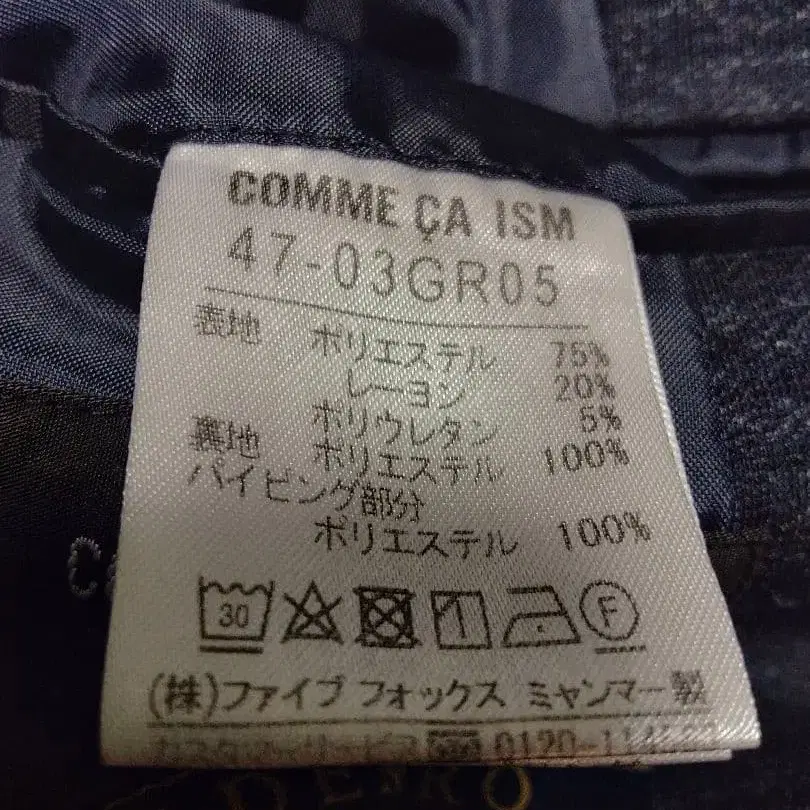 COMME ÇA ISM
47-03GR05
表地 ポリエステル 75%
レーヨン 20%
ポリウレタン 5%
裏地 ポリエステル 100%
パイピング部分
ポリエステル 100%
30
F
(株)ファイブ フォックス ミャンマー製
0120-114